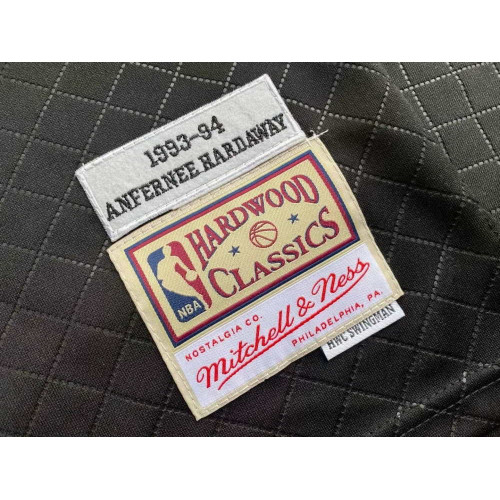 1993-94
ANFERNEE HARDAWAY
HARDWOOD
CLASSICS
NBA
NOSTALGIA CO.
Mitchell & Ness
PHILADELPHIA, PA.
HWC SWINGMAN